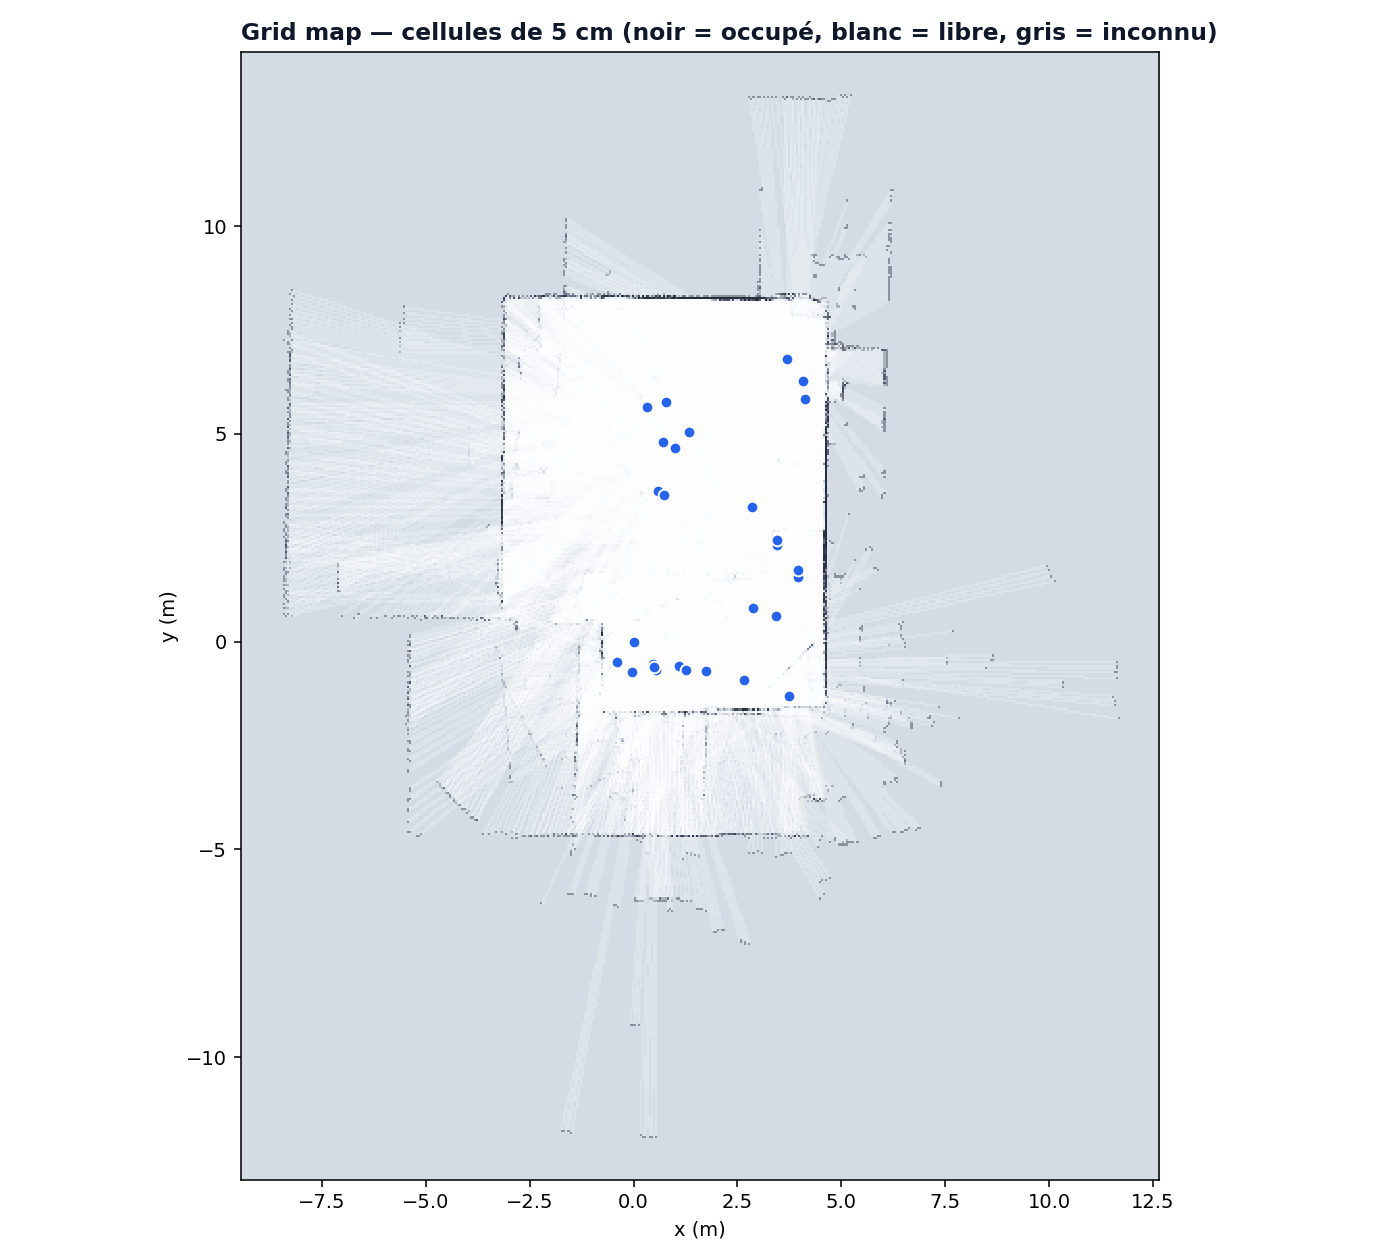 Grid map — cellules de 5 cm (noir = occupé, blanc = libre, gris = inconnu)
10
5
0
−5
−10
y (m)
−7.5 −5.0 −2.5 0.0 2.5 5.0 7.5 10.0 12.5
x (m)